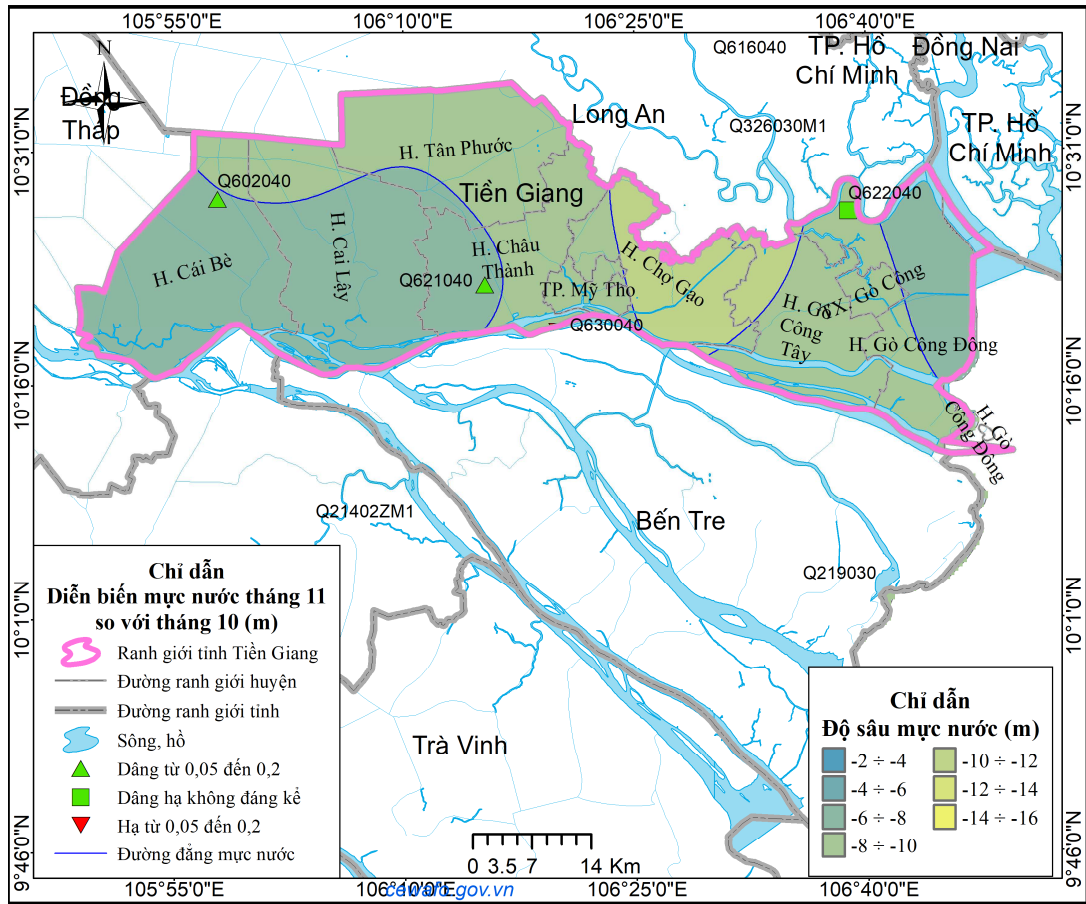 105°55'0"E
106°10'0"E
106°25'0"E
106°40'0"E
N
Đồng
Tháp
Q616040
TP. Hồ
Chí Minh
Đồng Nai
Long An
Q326030M1
TP. Hồ
Chí Minh
10°31'0"N
10°31'0"N
H. Tân Phước
Q602040
Tiền Giang
Q622040
H. Cái Bè
H. Cai Lậy
H. Châu
Thành
Q621040
TP. Mỹ Tho
H. Chợ Gạo
H. Gò
Công
Tây
TX. Gò Công
Q630040
H. Gò Công Đông
10°16'0"N
10°16'0"N
H. Gò
Công Đông
Q21402ZM1
Bến Tre
Q219030
10°1'0"N
10°1'0"N
Trà Vinh
Chỉ dẫn
Diễn biến mực nước tháng 11
so với tháng 10 (m)
Ranh giới tỉnh Tiền Giang
Đường ranh giới huyện
Đường ranh giới tỉnh
Sông, hồ
Dâng từ 0,05 đến 0,2
Dâng hạ không đáng kể
Hạ từ 0,05 đến 0,2
Đường đẳng mực nước
Chỉ dẫn
Độ sâu mực nước (m)
-2 ÷ -4
-4 ÷ -6
-6 ÷ -8
-8 ÷ -10
-10 ÷ -12
-12 ÷ -14
-14 ÷ -16
0 3.5 7 14 Km
9°46'0"N
9°46'0"N
105°55'0"E
106°10'0"E
106°25'0"E
106°40'0"E
cewafo.gov.vn